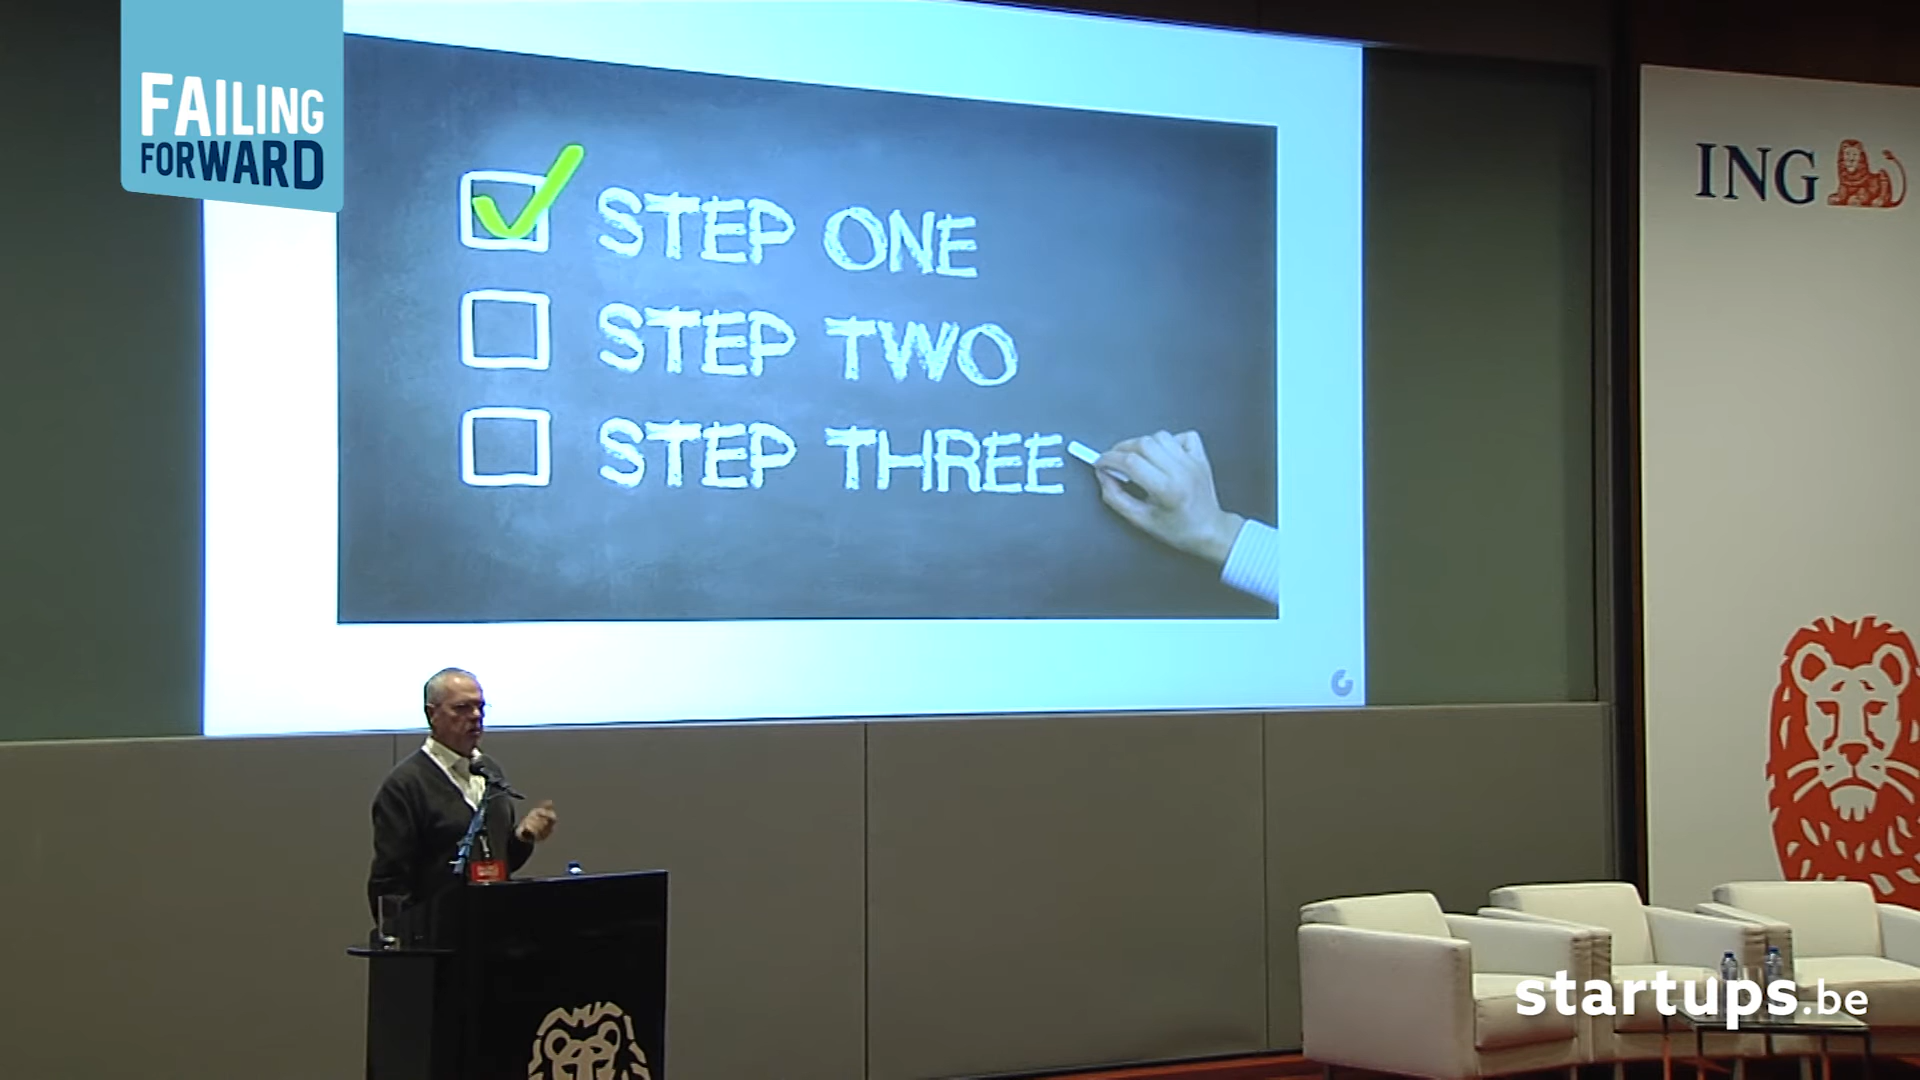 FAILING
FORWARD
STEP ONE
STEP TWO
STEP THREE
ING
startups.be